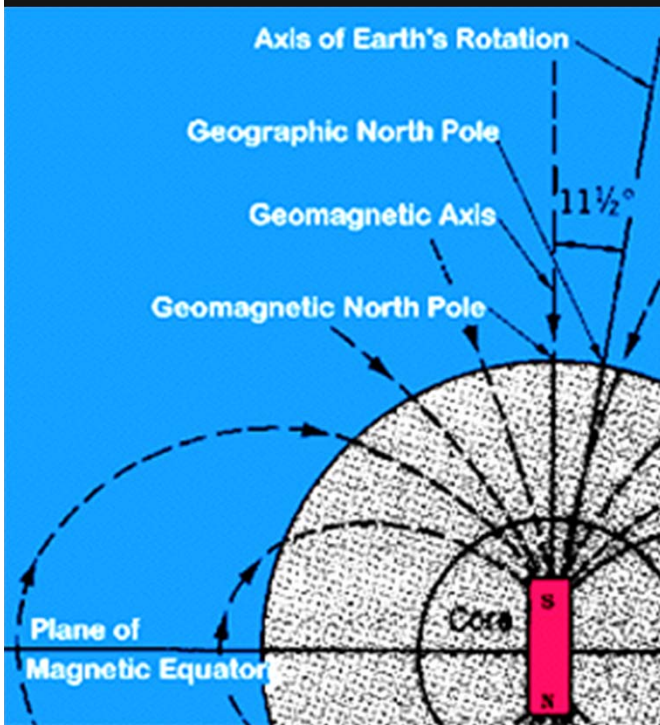 Axis of Earth's Rotation
Geographic North Pole
11½°
Geomagnetic Axis
Geomagnetic North Pole
S
Core
Plane of
Magnetic Equator
N